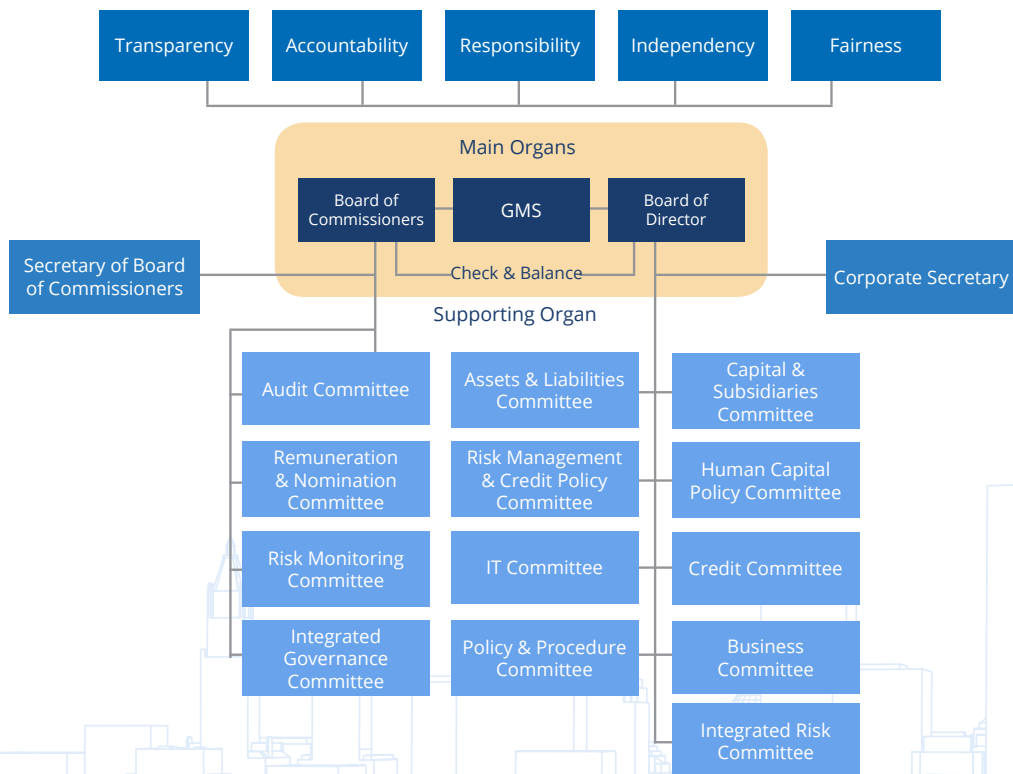 Transparency
Accountability
Responsibility
Independency
Fairness
Main Organs
Board of
Commissioners
GMS
Board of
Director
Secretary of Board
of Commissioners
Check & Balance
Corporate Secretary
Supporting Organ
Audit Committee
Assets & Liabilities
Committee
Capital &
Subsidiaries
Committee
Remuneration
& Nomination
Committee
Risk Management
& Credit Policy
Committee
Human Capital
Policy Committee
Risk Monitoring
Committee
IT Committee
Credit Committee
Integrated
Governance
Committee
Policy & Procedure
Committee
Business
Committee
Integrated Risk
Committee